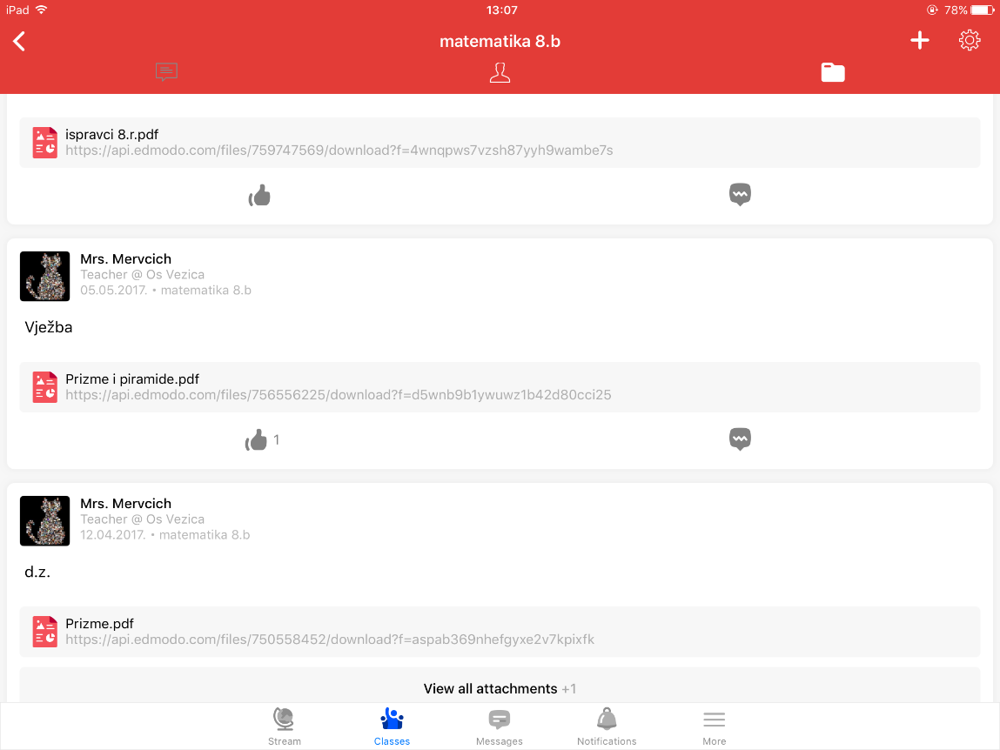 iPad 13:07 78%
matematika 8.b
ispravci 8.r.pdf
https://api.edmodo.com/files/759747569/download?f=4wnqpws7vzsh87yyh9wambe7s
Mrs. Mervcich
Teacher @ Os Vezica
05.05.2017. • matematika 8.b
Vježba
Prizme i piramide.pdf
https://api.edmodo.com/files/756556225/download?f=d5wnb9b1ywuwz1b42d80cci25
1
Mrs. Mervcich
Teacher @ Os Vezica
12.04.2017. • matematika 8.b
d.z.
Prizme.pdf
https://api.edmodo.com/files/750558452/download?f=aspab369nhefgyxe2v7kpixfk
View all attachments +1
Stream Classes Messages Notifications More